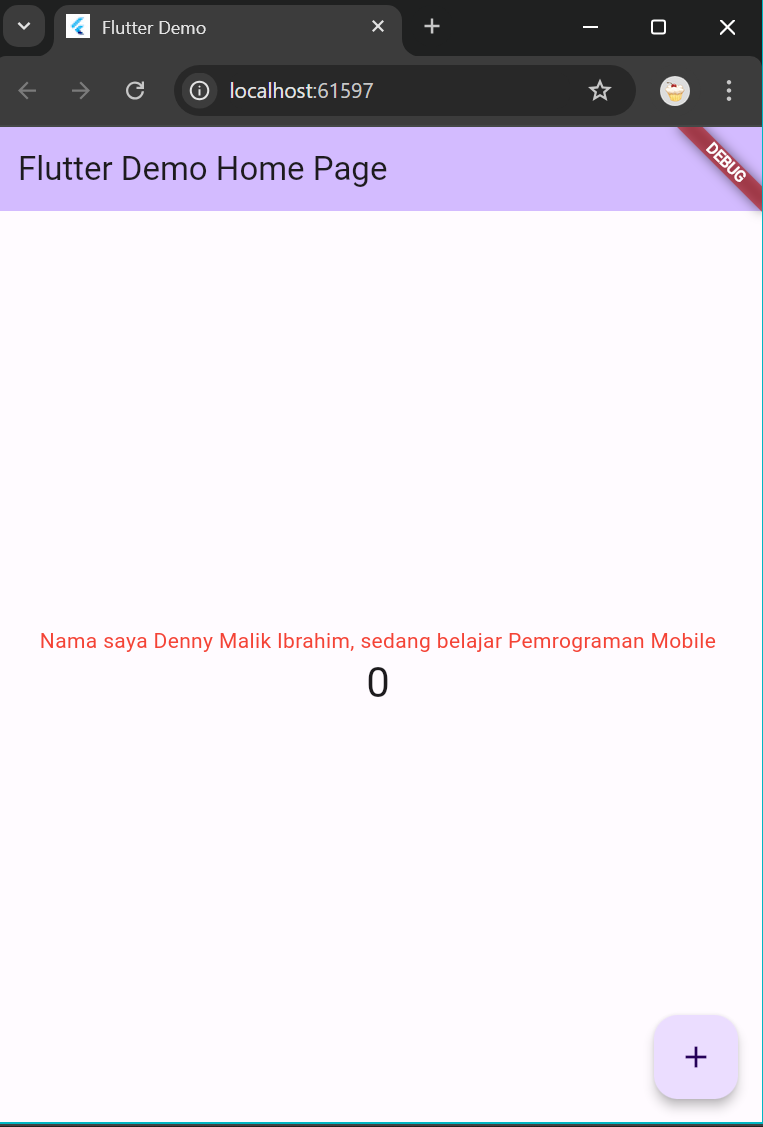 Flutter Demo
localhost:61597
Flutter Demo Home Page
DEBUG
Nama saya Denny Malik Ibrahim, sedang belajar Pemrograman Mobile
0